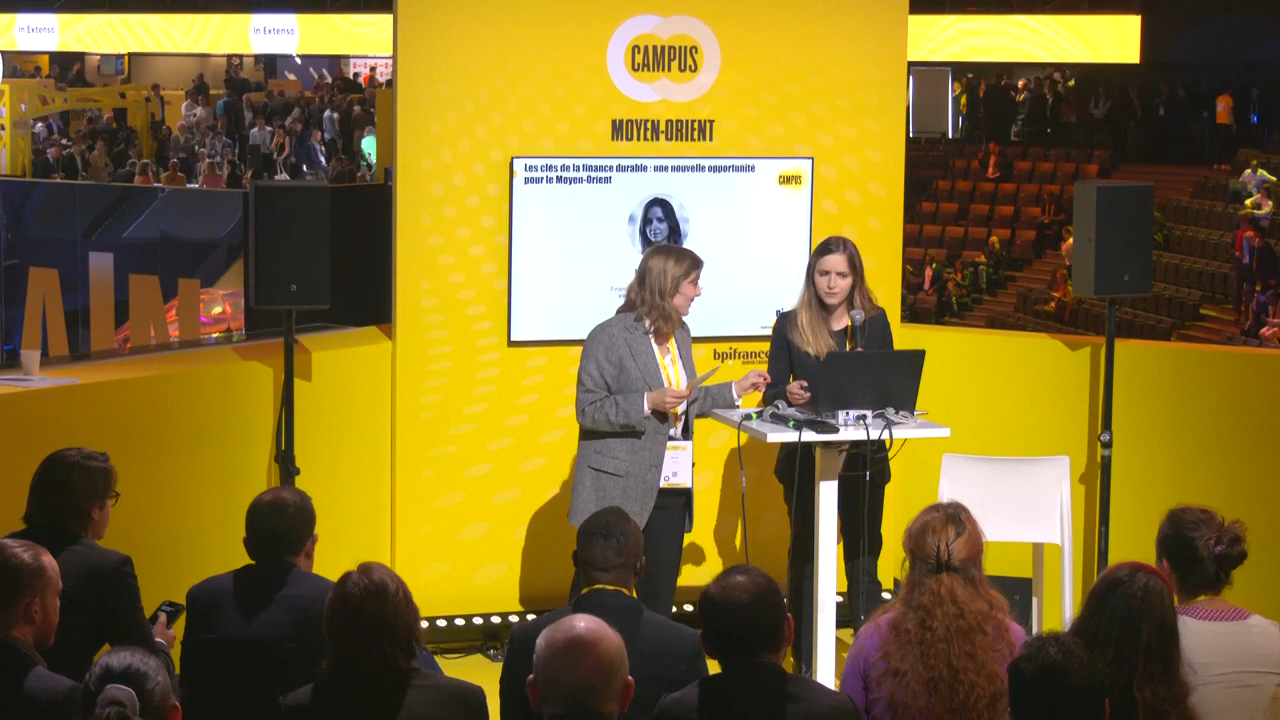 In Extenso
In Extenso
CAMPUS
MOYEN-ORIENT
Les clés de la finance durable : une nouvelle opportunité
pour le Moyen-Orient
CAMPUS
bpifrance